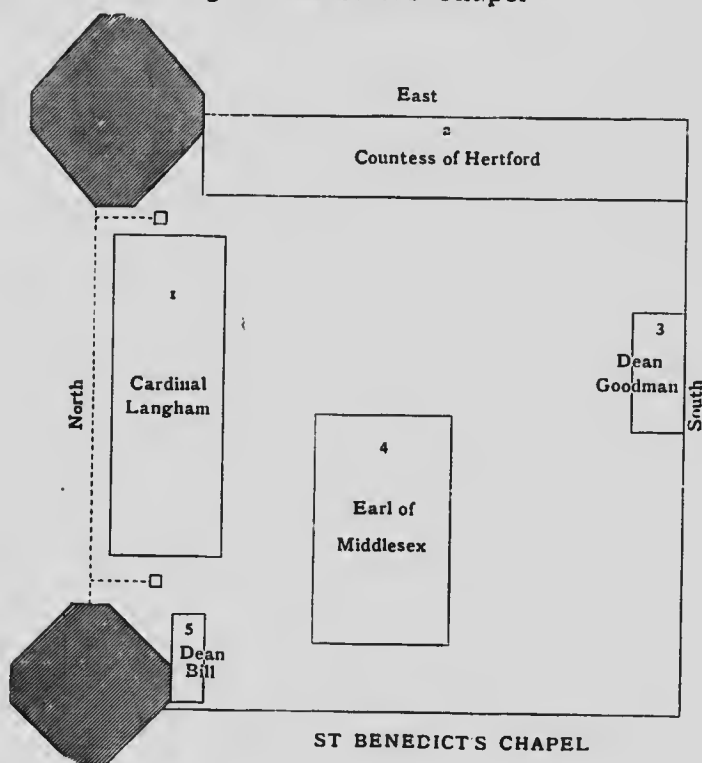 Chapel
East
2
Countess of Hertford
1
Cardinal
Langham
North
3
Dean
Goodman
South
4
Earl of
Middlesex
5
Dean
Bill
ST BENEDICT'S CHAPEL